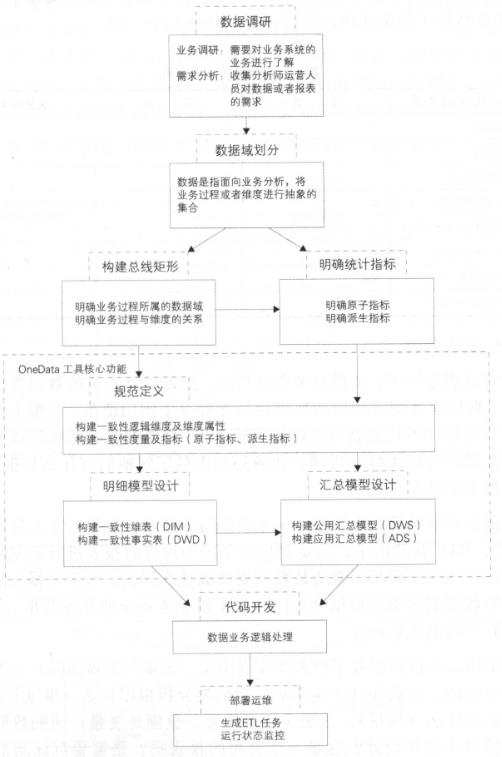 数据调研
业务调研：需要对业务系统的
业务进行了解
需求分析：收集分析师运营人
员对数据或者报表
的需求
数据域划分
数据是指面向业务分析，将
业务过程或者维度进行抽象的
集合
构建总线矩形
明确统计指标
明确业务过程所属的数据域
明确业务过程与维度的关系
明确原子指标
明确派生指标
OneData 工具核心功能
规范定义
构建一致性逻辑维度及维度属性
构建一致性度量及指标（原子指标、派生指标）
明细模型设计
汇总模型设计
构建一致性维表（DIM）
构建一致性事实表（DWD）
构建公用汇总模型（DWS）
构建应用汇总模型（ADS）
代码开发
数据业务逻辑处理
部署运维
生成ETL任务
运行状态监控